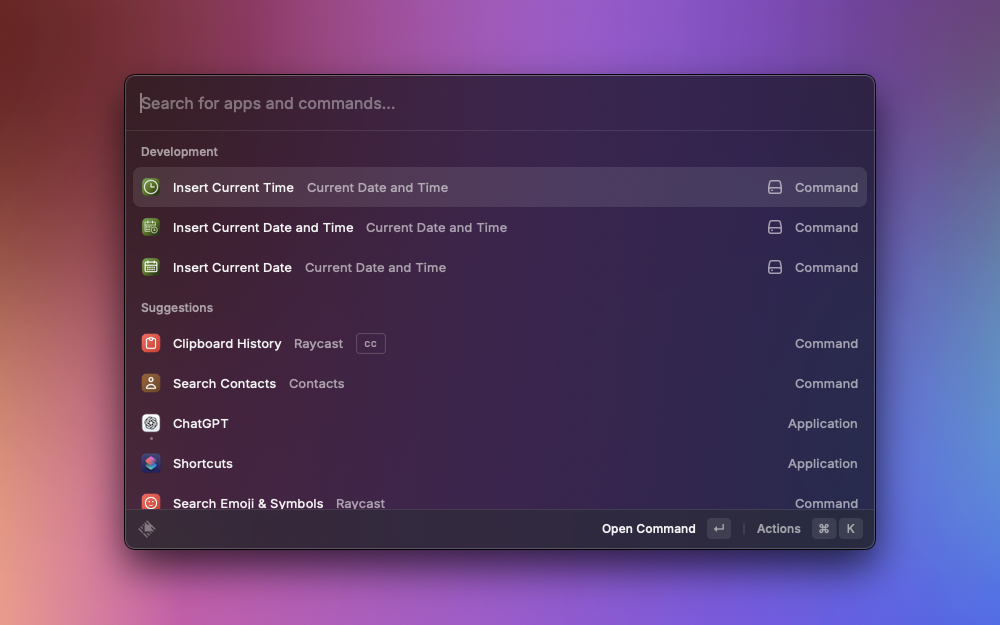 Search for apps and commands...
Development
Insert Current Time Current Date and Time Command
Insert Current Date and Time Current Date and Time Command
Insert Current Date Current Date and Time Command
Suggestions
Clipboard History Raycast cc Command
Search Contacts Contacts Command
ChatGPT Application
Shortcuts Application
Search Emoji & Symbols Raycast Command
Open Command ↵ | Actions ⌘ K